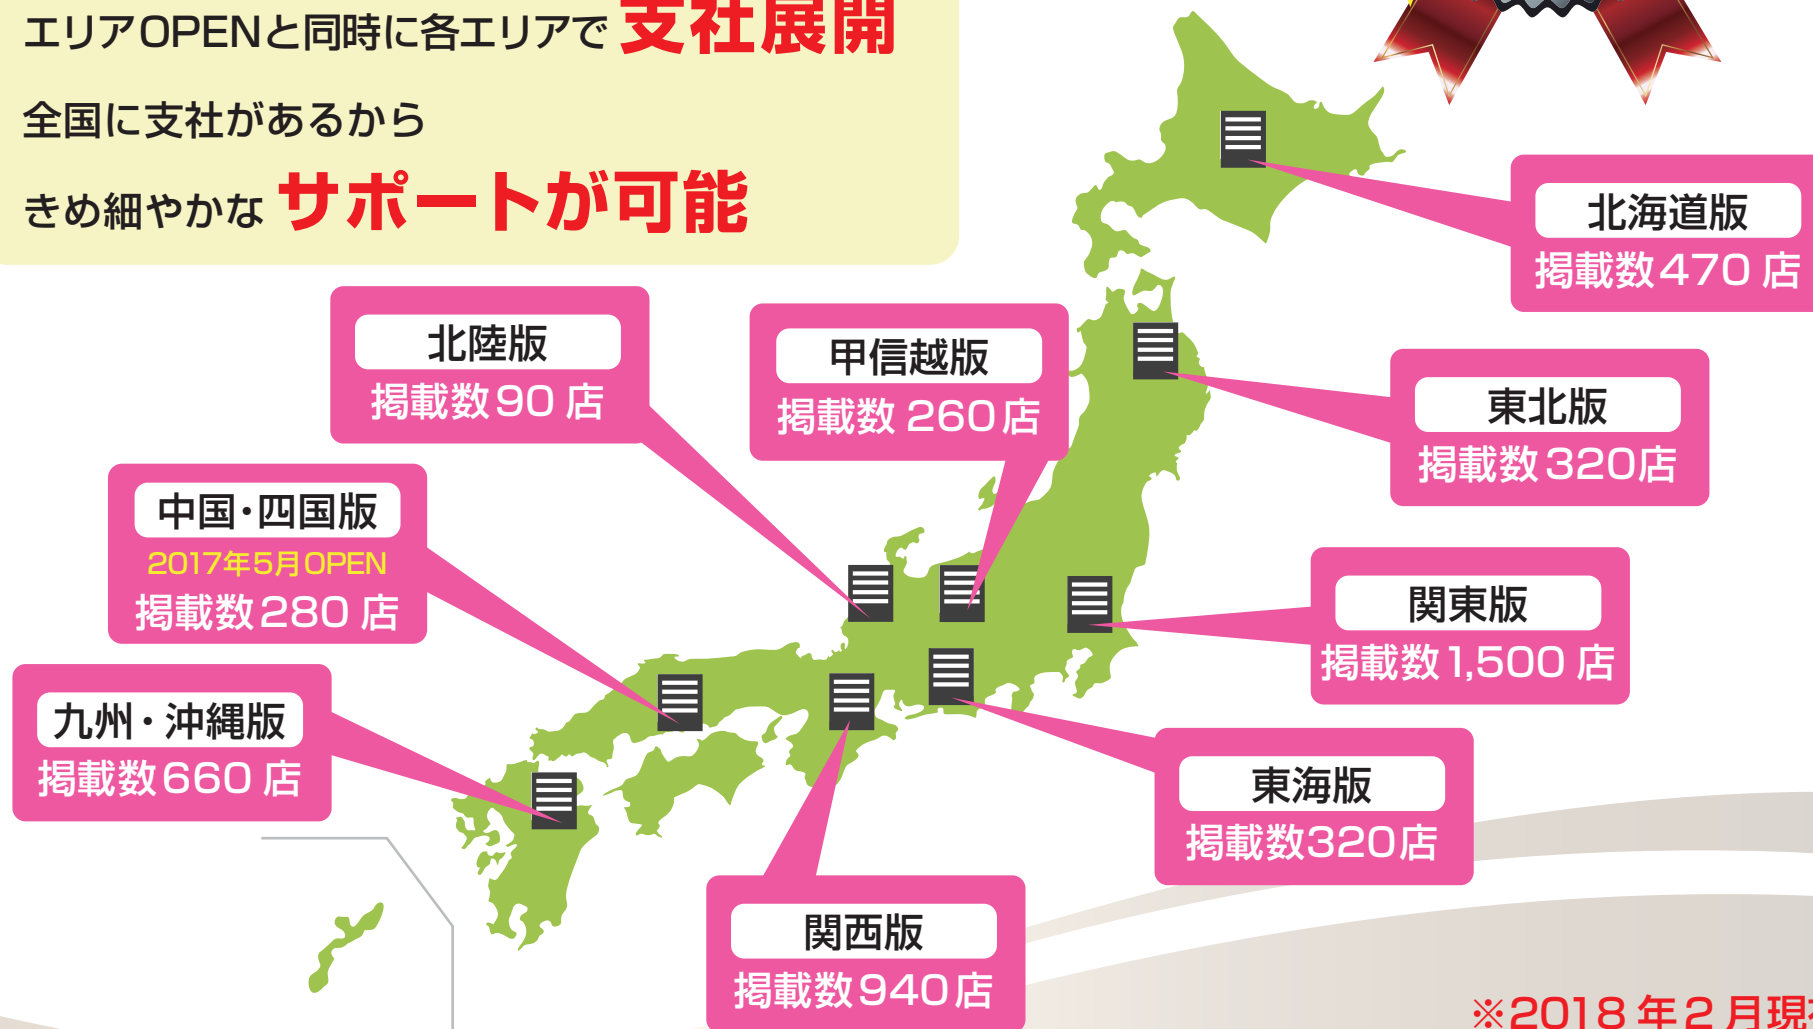 エリアOPENと同時に各エリアで 支社展開
全国に支社があるから
きめ細やかな サポートが可能
北海道版
掲載数470 店
北陸版
掲載数90 店
甲信越版
掲載数 260店
東北版
掲載数320店
中国・四国版
2017年5月OPEN
掲載数280 店
関東版
掲載数1,500 店
九州・沖縄版
掲載数660 店
東海版
掲載数320店
関西版
掲載数940店
※2018 年2 月現